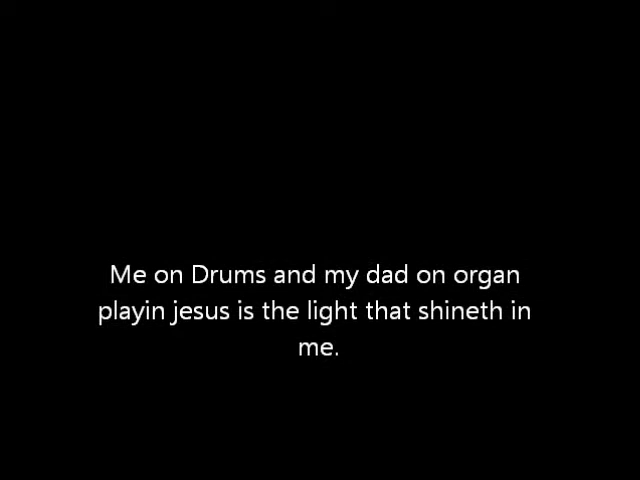 Me on Drums and my dad on organ
playin jesus is the light that shineth in
me.